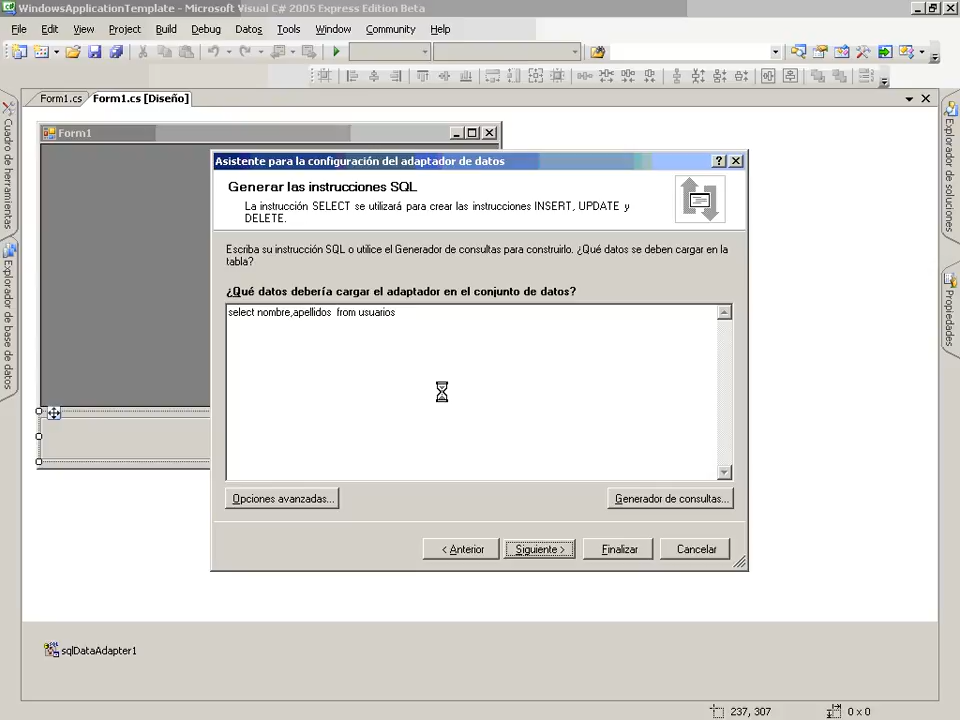 WindowsApplicationTemplate - Microsoft Visual C# 2005 Express Edition Beta
File Edit View Project Build Debug Datos Tools Window Community Help
Form1.cs Form1.cs [Diseño]
Cuadro de herramientas
Explorador de base de datos
Explorador de soluciones
Propiedades
Form1
Asistente para la configuración del adaptador de datos
Generar las instrucciones SQL
La instrucción SELECT se utilizará para crear las instrucciones INSERT, UPDATE y
DELETE.
Escriba su instrucción SQL o utilice el Generador de consultas para construirlo. ¿Qué datos se deben cargar en la
tabla?
¿Qué datos debería cargar el adaptador en el conjunto de datos?
select nombre,apellidos  from usuarios
Opciones avanzadas... Generador de consultas...
< Anterior Siguiente > Finalizar Cancelar
sqlDataAdapter1
237, 307 0 x 0